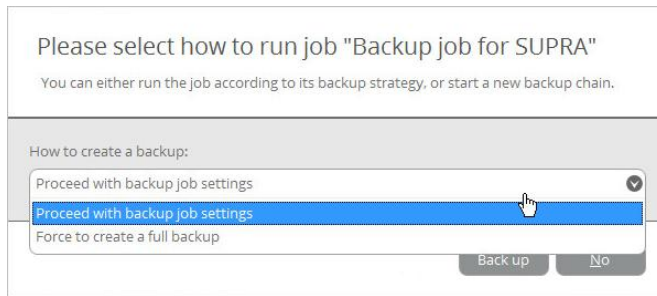 Please select how to run job "Backup job for SUPRA"
You can either run the job according to its backup strategy, or start a new backup chain.
How to create a backup:
Proceed with backup job settings
Proceed with backup job settings
Force to create a full backup
Back up No